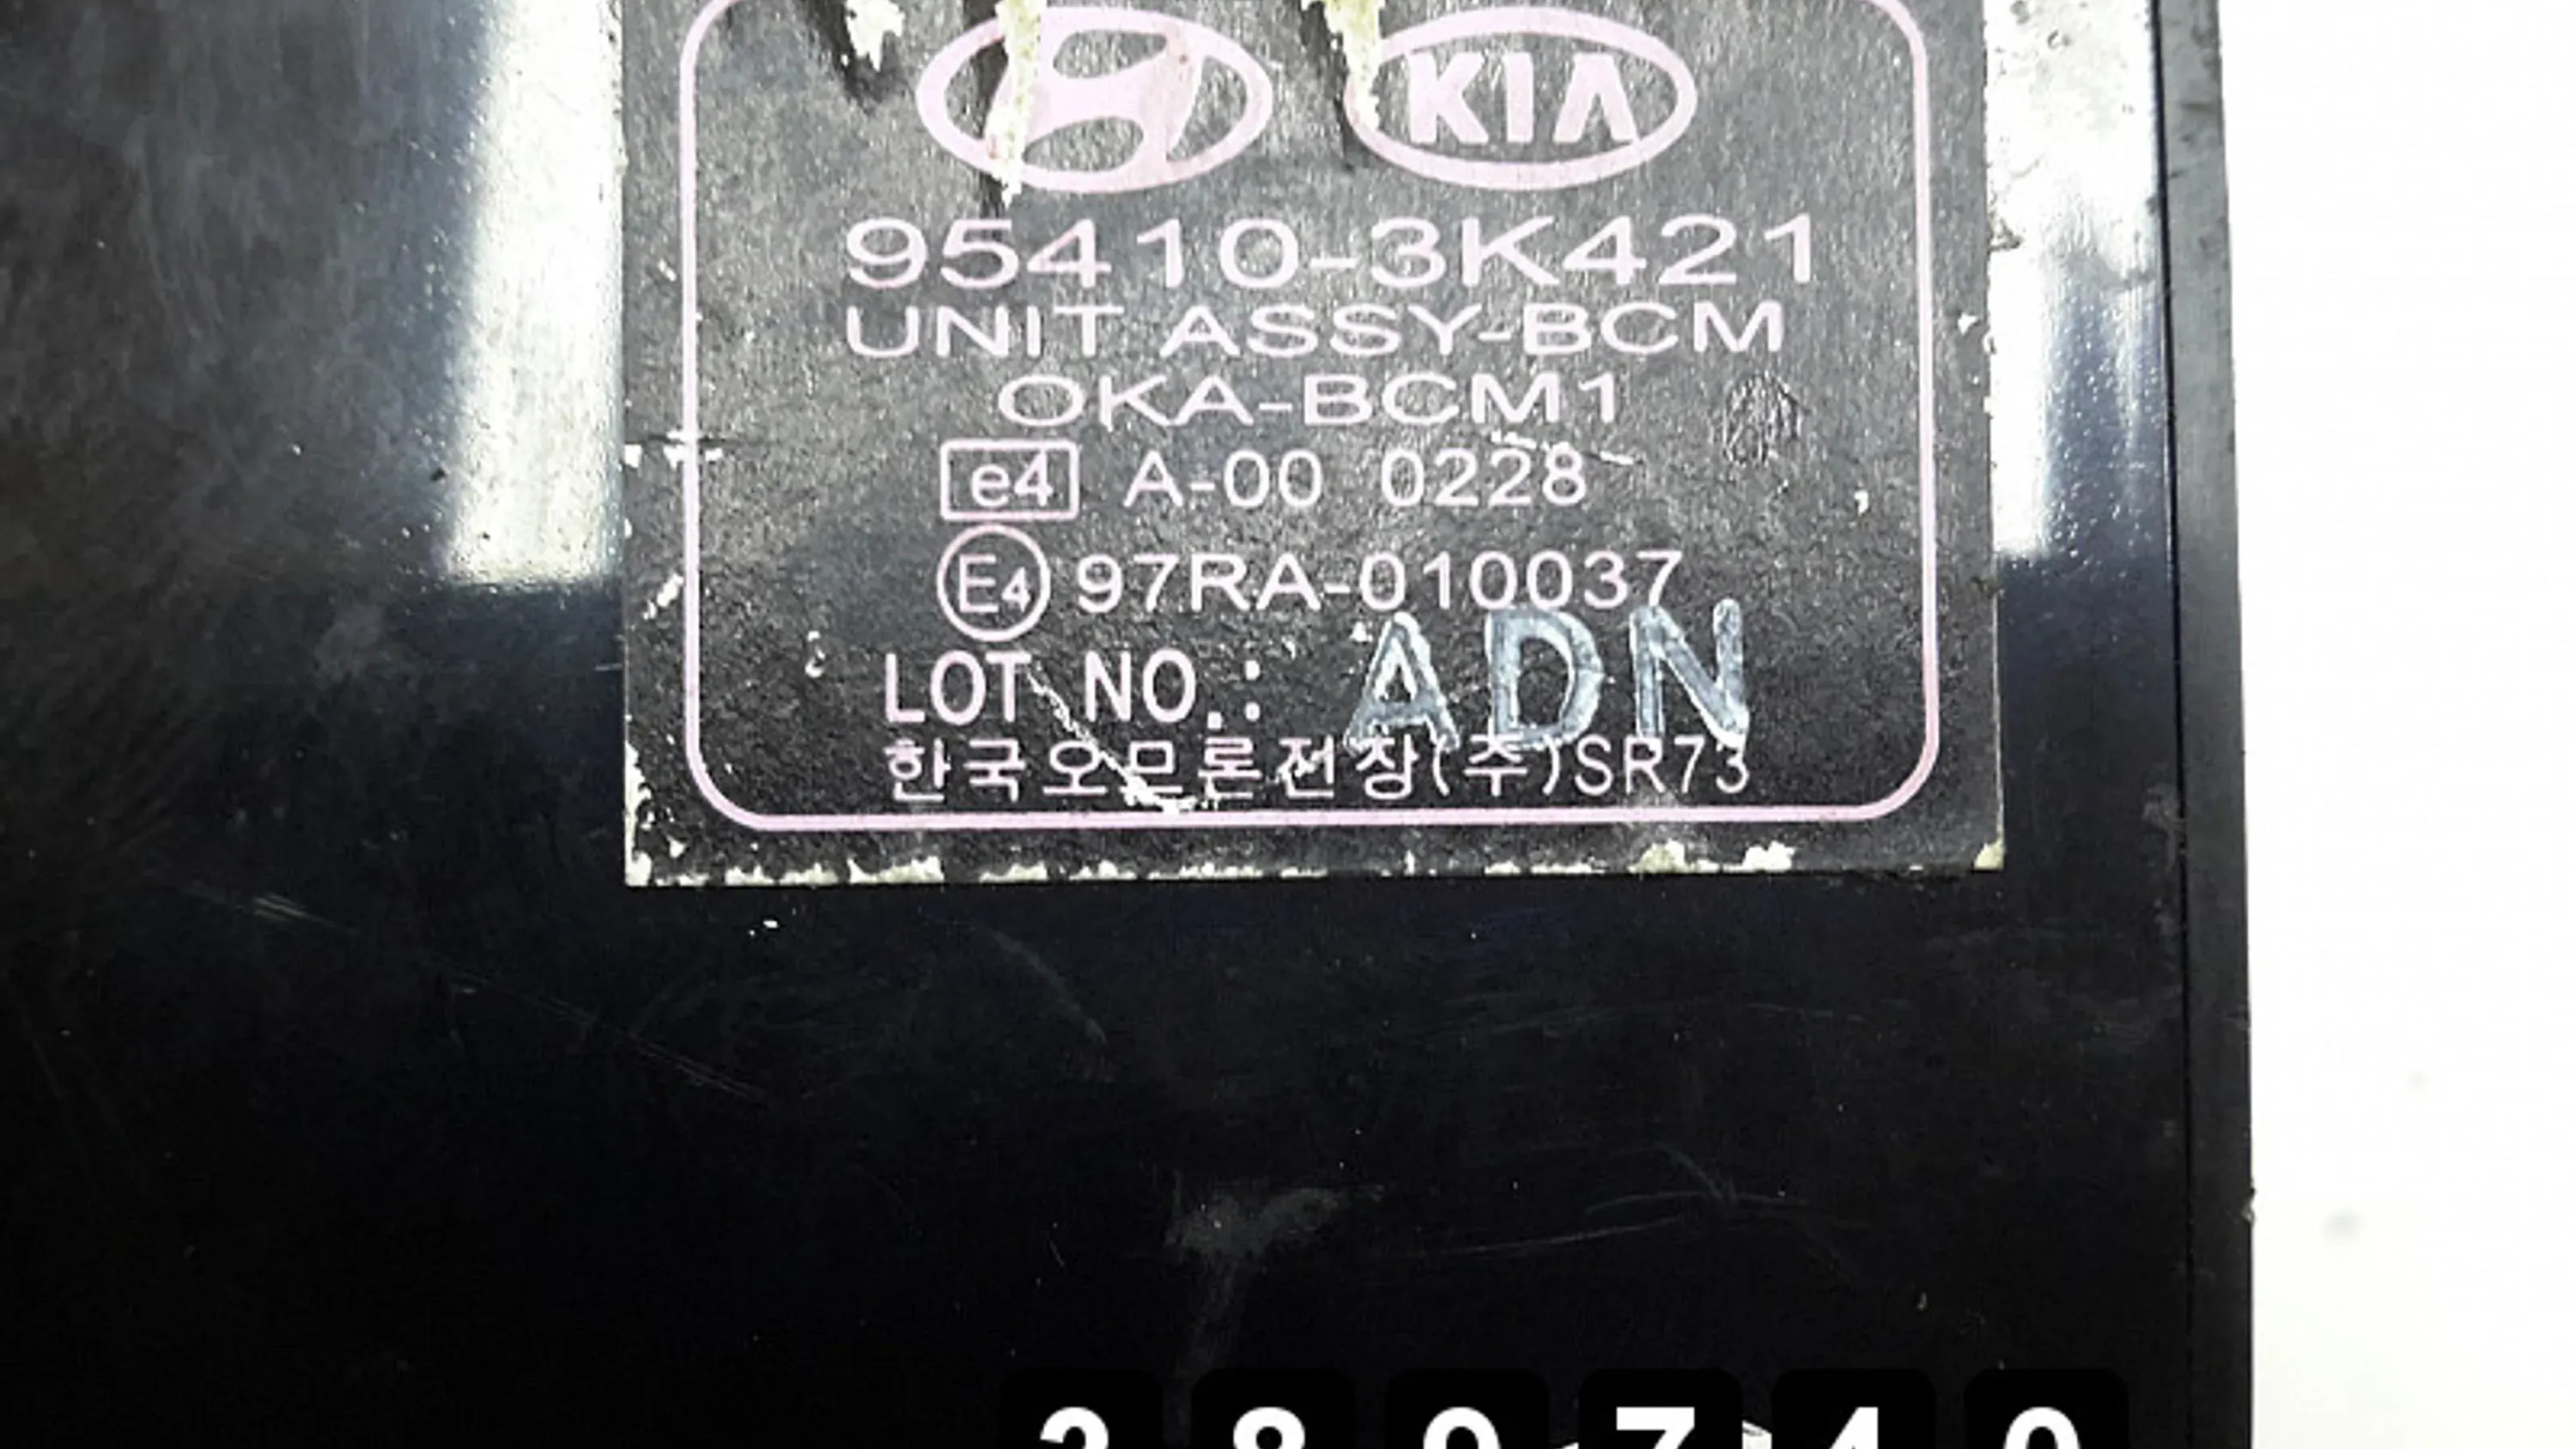 KIA
95410-3K421
UNIT ASSY-BCM
OKA-BCM1
e4 A-00 0228
E4 97RA-010037
LOT NO.: ADN
한국오므론전장(주)SR73